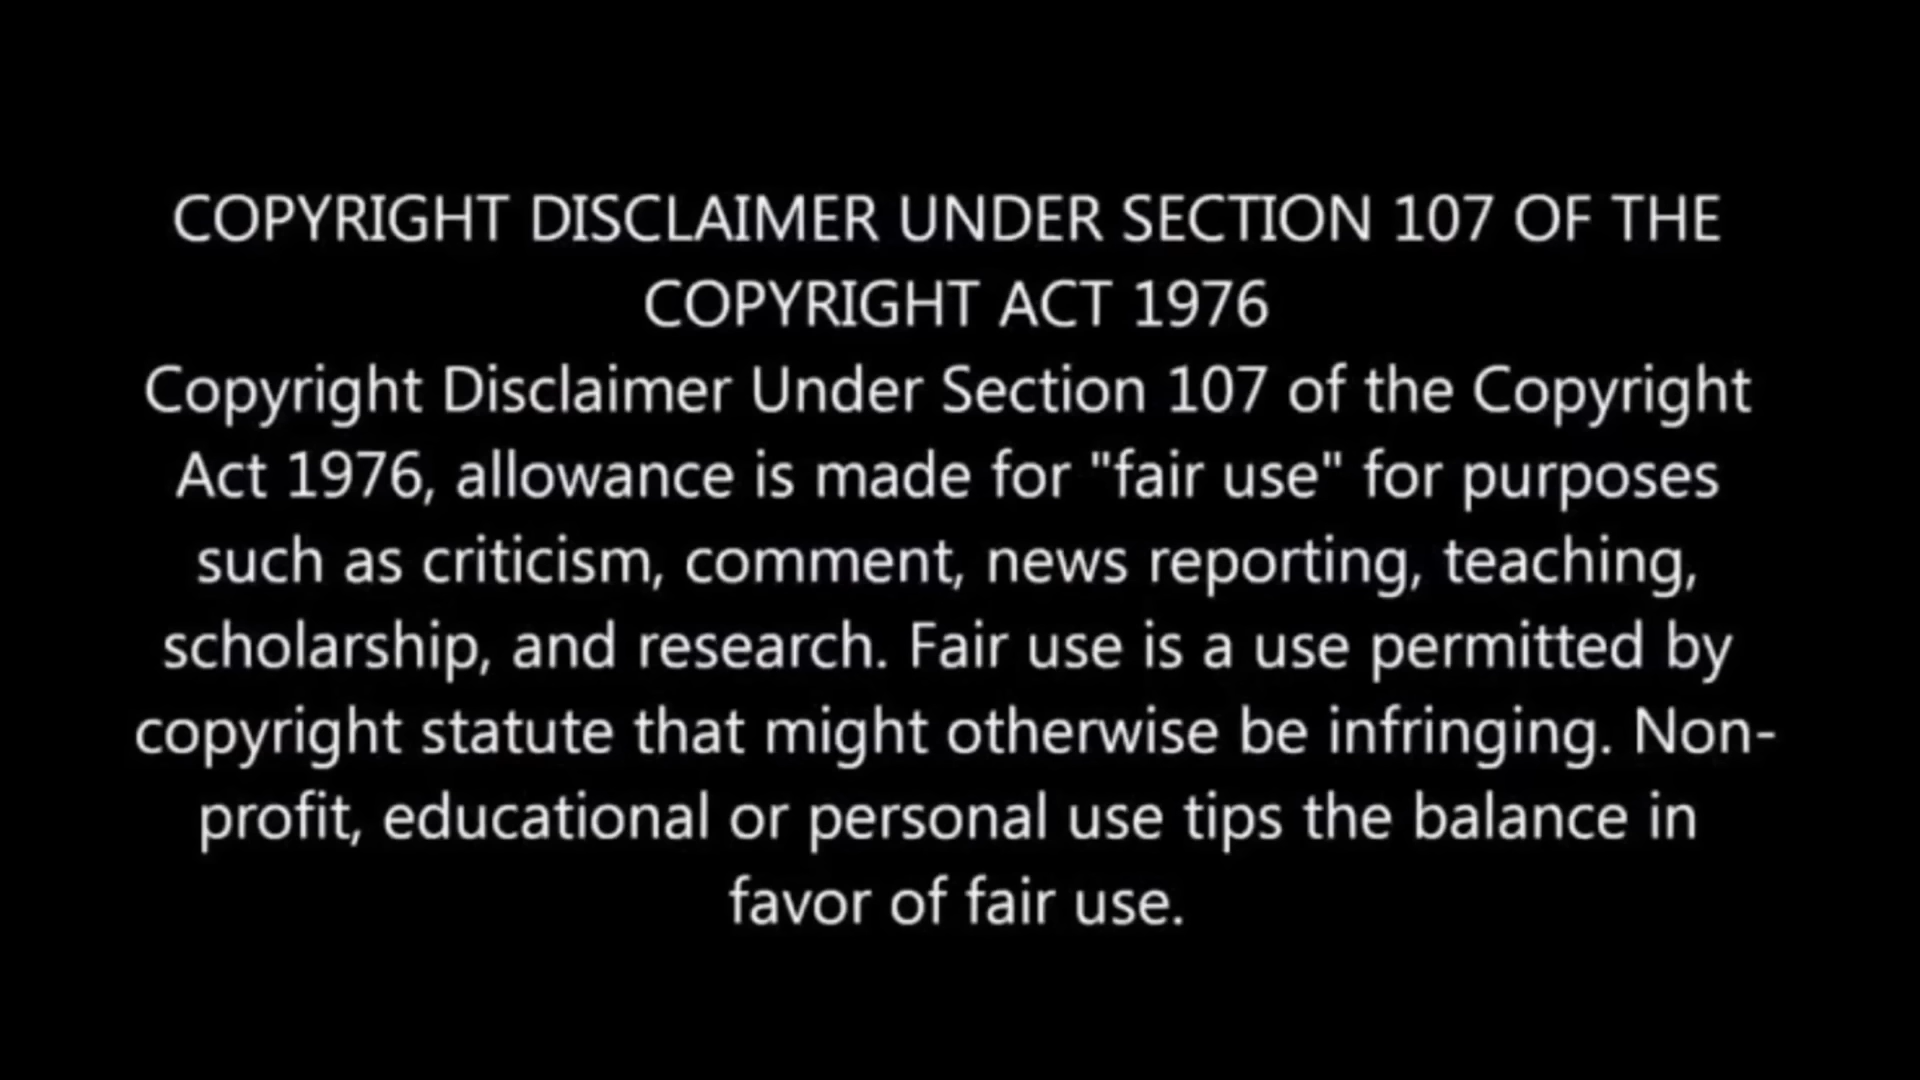 COPYRIGHT DISCLAIMER UNDER SECTION 107 OF THE
COPYRIGHT ACT 1976
Copyright Disclaimer Under Section 107 of the Copyright
Act 1976, allowance is made for "fair use" for purposes
such as criticism, comment, news reporting, teaching,
scholarship, and research. Fair use is a use permitted by
copyright statute that might otherwise be infringing. Non-
profit, educational or personal use tips the balance in
favor of fair use.